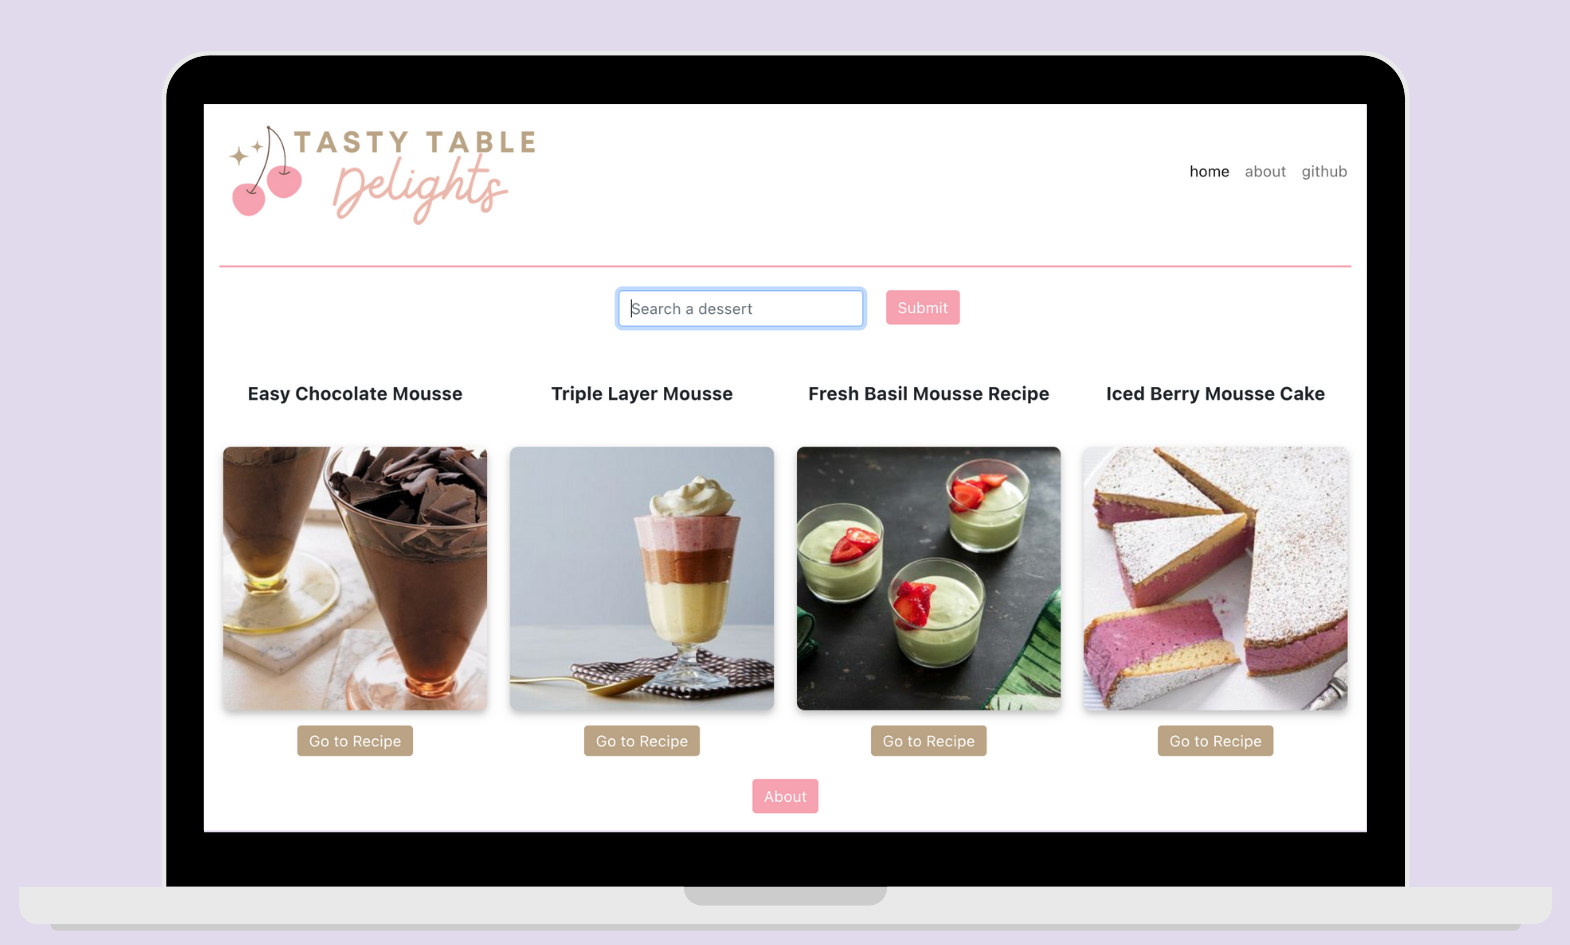 TASTY TABLE
Delights
home about github
Search a dessert
Submit
Easy Chocolate Mousse
Triple Layer Mousse
Fresh Basil Mousse Recipe
Iced Berry Mousse Cake
Go to Recipe
Go to Recipe
Go to Recipe
Go to Recipe
About